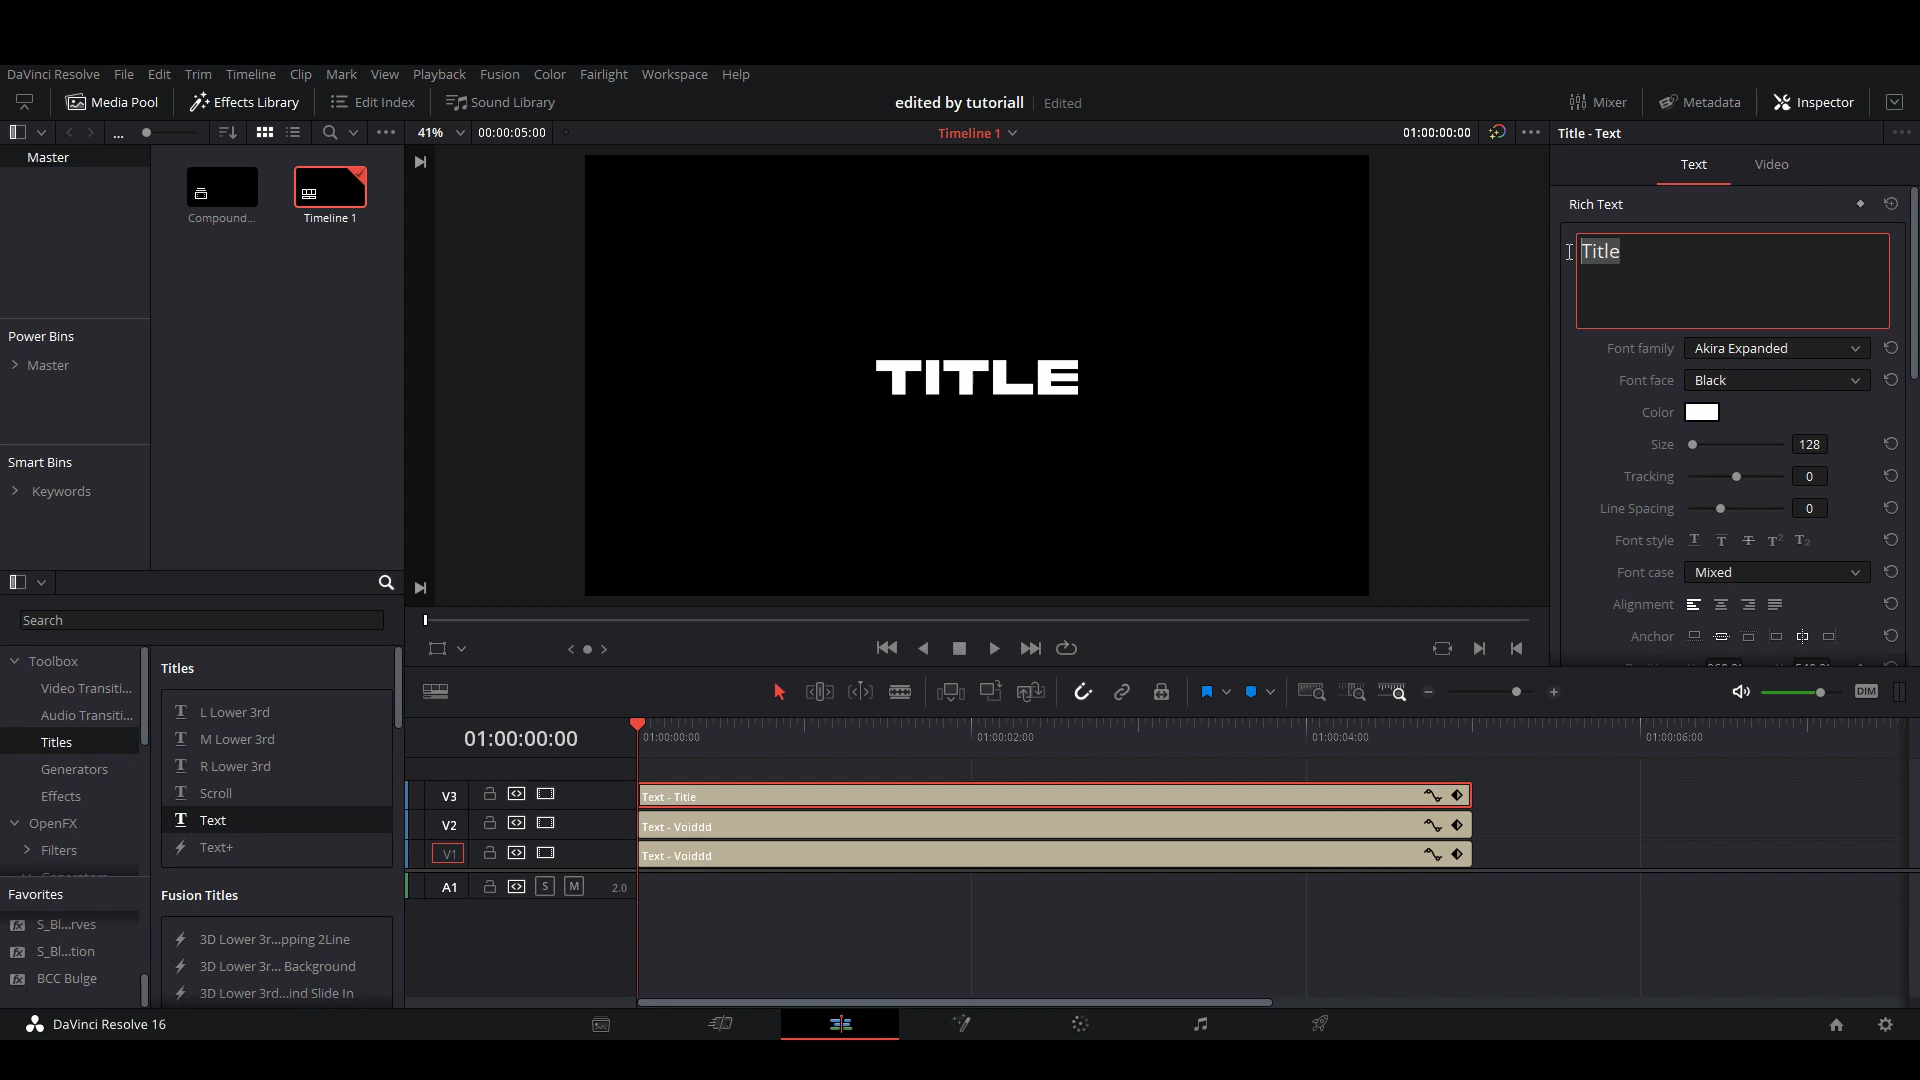 DaVinci Resolve File Edit Trim Timeline Clip Mark View Playback Fusion Color Fairlight Workspace Help
Media Pool Effects Library Edit Index Sound Library edited by tutoriall Edited Mixer Metadata Inspector
... 41% 00:00:05:00 Timeline 1 01:00:00:00 Title - Text
Master
Compound...
Timeline 1
Power Bins
Master
Smart Bins
Keywords
TITLE
Text Video
Rich Text
Title
Font family Akira Expanded
Font face Black
Color
Size 128
Tracking 0
Line Spacing 0
Font style T T T T² T₂
Font case Mixed
Alignment
Anchor
Search
Toolbox
Video Transiti...
Audio Transiti...
Titles
Generators
Effects
OpenFX
Filters
Favorites
S_Bl...rves
S_Bl...tion
BCC Bulge
Titles
L Lower 3rd
M Lower 3rd
R Lower 3rd
Scroll
Text
Text+
Fusion Titles
3D Lower 3r...pping 2Line
3D Lower 3r... Background
3D Lower 3rd...ind Slide In
DIM
01:00:00:00 01:00:00:00 01:00:02:00 01:00:04:00 01:00:06:00
V3 Text - Title
V2 Text - Voiddd
V1 Text - Voiddd
A1 S M 2.0
DaVinci Resolve 16